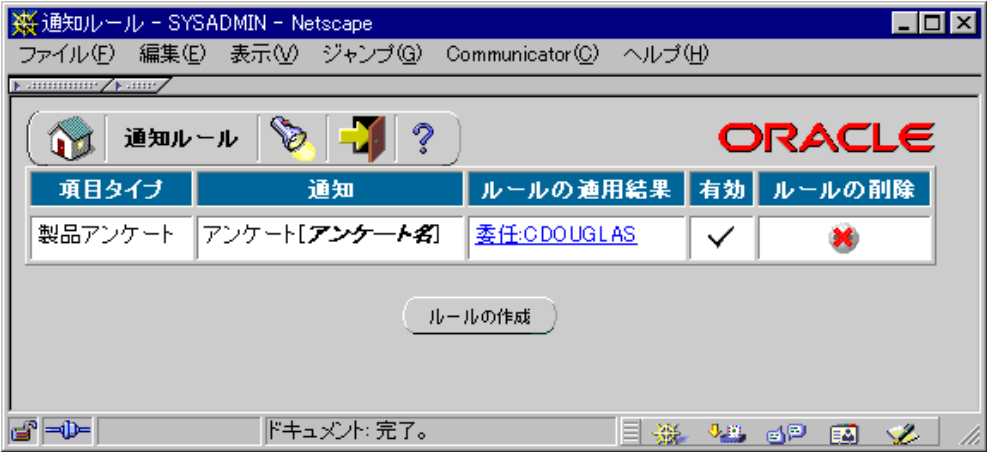 通知ルール - SYSADMIN - Netscape
ファイル(F) 編集(E) 表示(V) ジャンプ(G) Communicator(C) ヘルプ(H)
通知ルール ? ORACLE
項目タイプ 通知 ルールの適用結果 有効 ルールの削除
製品アンケート アンケート[アンケート名] 委任:CDOUGLAS
ルールの作成
ドキュメント: 完了。